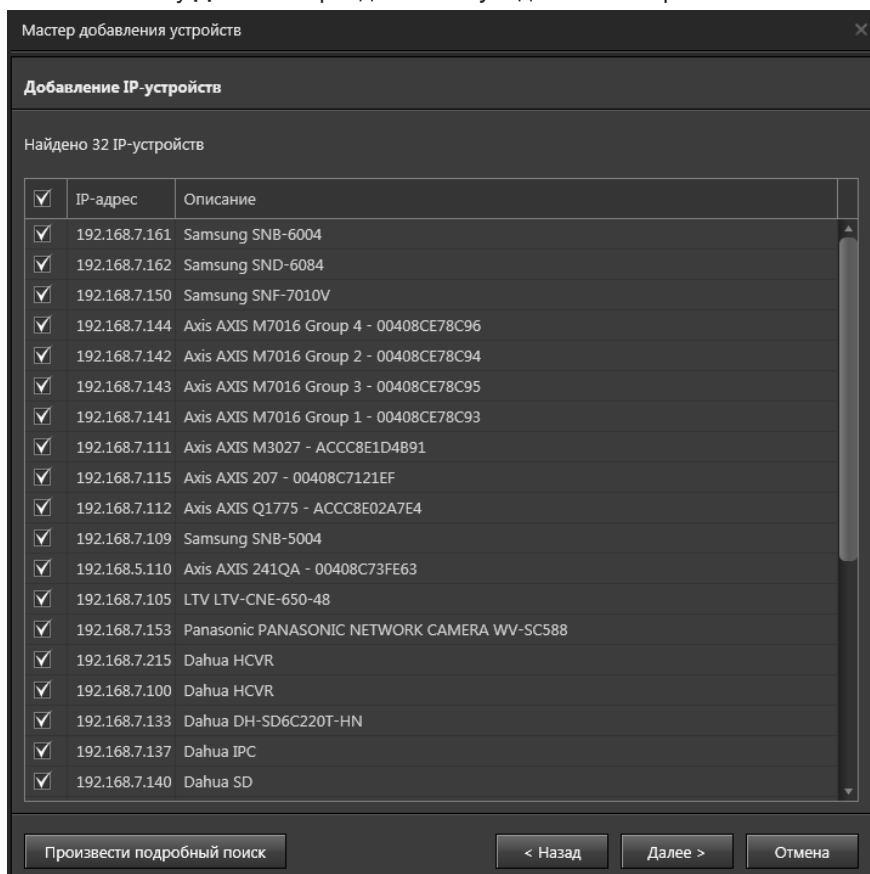 Мастер добавления устройств
Добавление IP-устройств
Найдено 32 IP-устройств
IP-адрес Описание
192.168.7.161 Samsung SNB-6004
192.168.7.162 Samsung SND-6084
192.168.7.150 Samsung SNF-7010V
192.168.7.144 Axis AXIS M7016 Group 4 - 00408CE78C96
192.168.7.142 Axis AXIS M7016 Group 2 - 00408CE78C94
192.168.7.143 Axis AXIS M7016 Group 3 - 00408CE78C95
192.168.7.141 Axis AXIS M7016 Group 1 - 00408CE78C93
192.168.7.111 Axis AXIS M3027 - ACCC8E1D4B91
192.168.7.115 Axis AXIS 207 - 00408C7121EF
192.168.7.112 Axis AXIS Q1775 - ACCC8E02A7E4
192.168.7.109 Samsung SNB-5004
192.168.5.110 Axis AXIS 241QA - 00408C73FE63
192.168.7.105 LTV LTV-CNE-650-48
192.168.7.153 Panasonic PANASONIC NETWORK CAMERA WV-SC588
192.168.7.215 Dahua HCVR
192.168.7.100 Dahua HCVR
192.168.7.133 Dahua DH-SD6C220T-HN
192.168.7.137 Dahua IPC
192.168.7.140 Dahua SD
Произвести подробный поиск < Назад Далее > Отмена